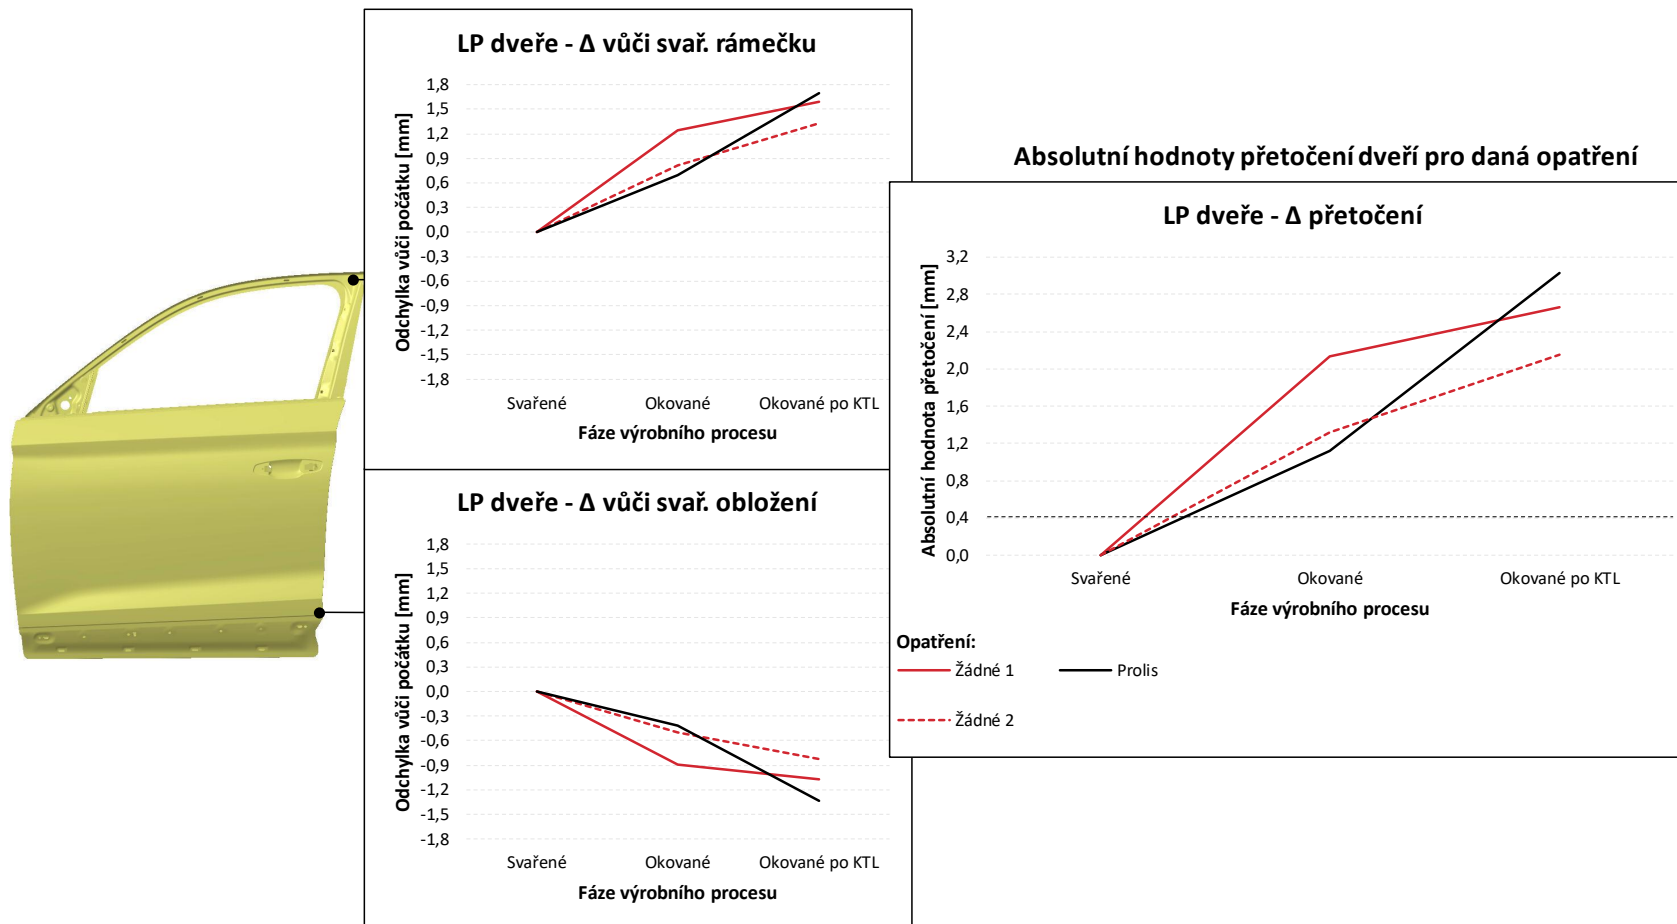 LP dveře - Δ vůči svař. rámečku
Odchylka vůči počátku [mm]
1,8
1,5
1,2
0,9
0,6
0,3
0,0
-0,3
-0,6
-0,9
-1,2
-1,5
-1,8
Svařené Okované Okované po KTL
Fáze výrobního procesu
LP dveře - Δ vůči svař. obložení
Odchylka vůči počátku [mm]
1,8
1,5
1,2
0,9
0,6
0,3
0,0
-0,3
-0,6
-0,9
-1,2
-1,5
-1,8
Svařené Okované Okované po KTL
Fáze výrobního procesu
Absolutní hodnoty přetočení dveří pro daná opatření
LP dveře - Δ přetočení
Absolutní hodnota přetočení [mm]
3,2
2,8
2,4
2,0
1,6
1,2
0,8
0,4
0,0
Svařené Okované Okované po KTL
Fáze výrobního procesu
Opatření:
Žádné 1 Prolis
Žádné 2